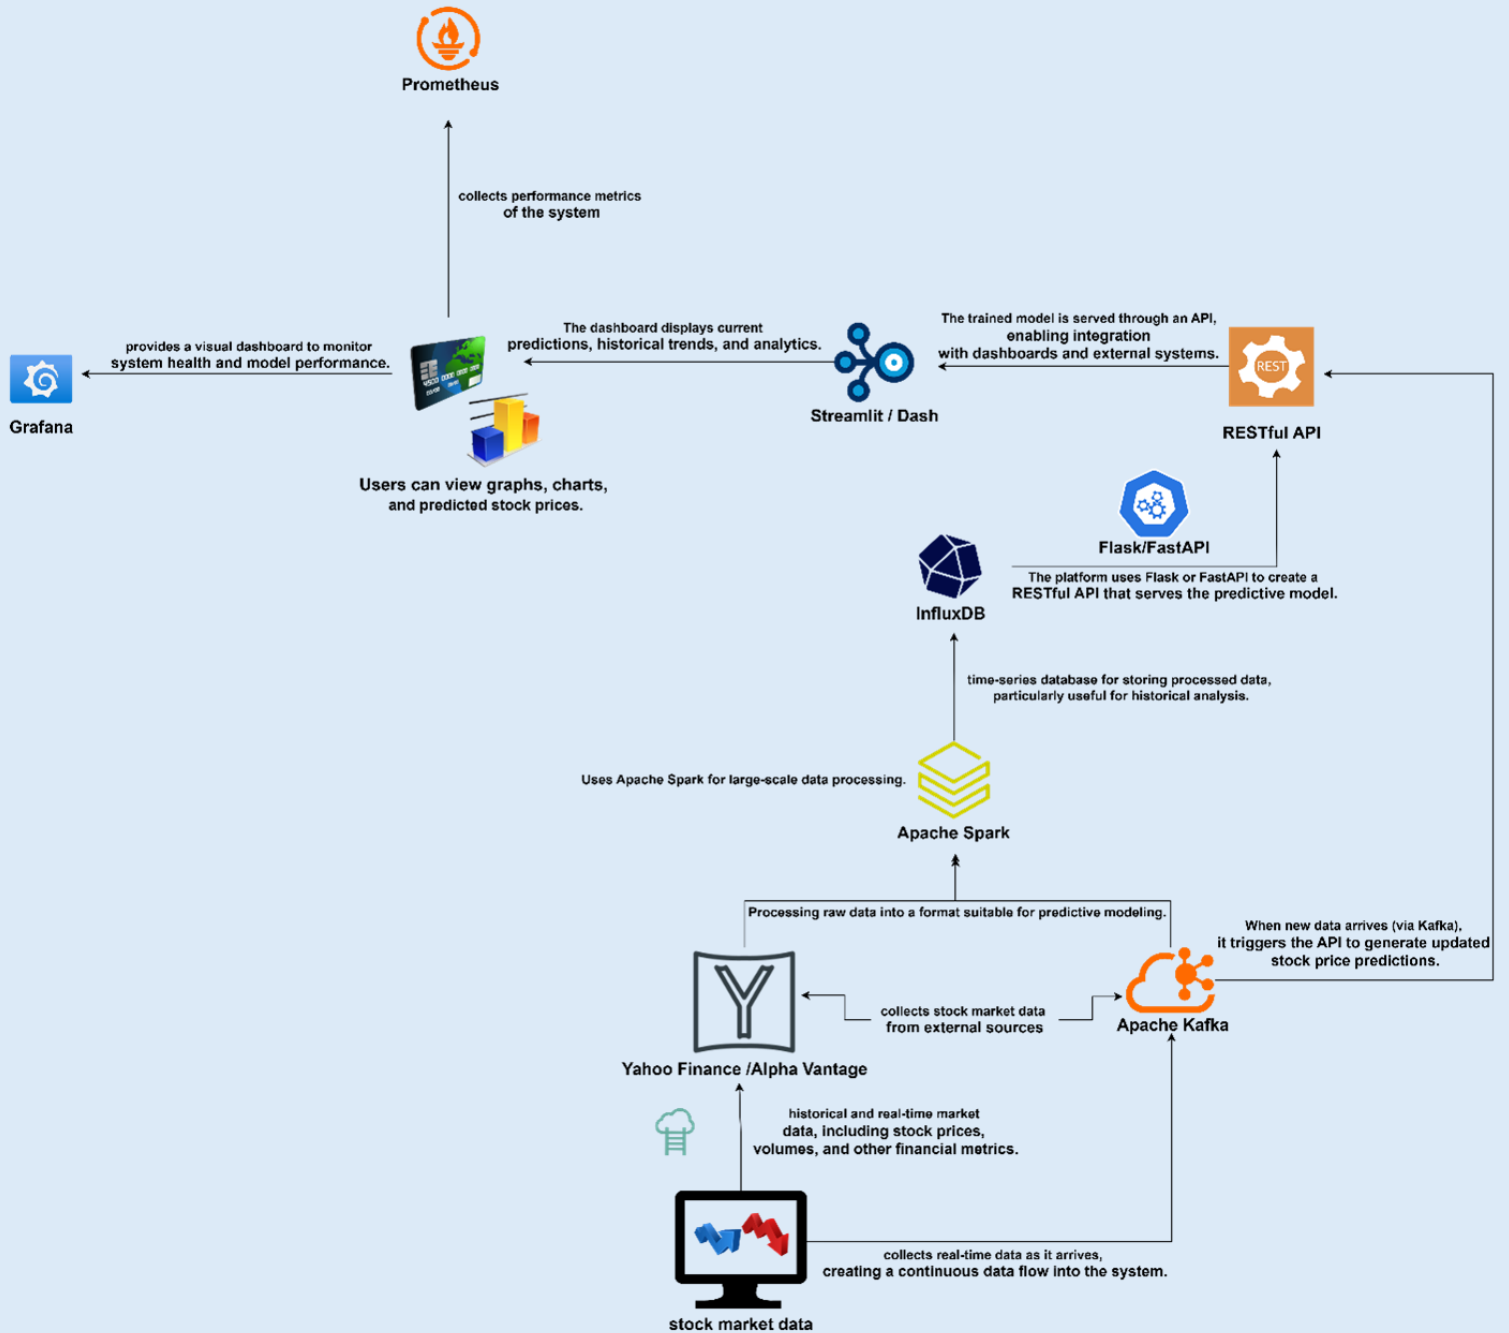 Prometheus
collects performance metrics
of the system
The dashboard displays current
predictions, historical trends, and analytics.
The trained model is served through an API,
enabling integration
with dashboards and external systems.
provides a visual dashboard to monitor
system health and model performance.
REST
4500 0000 0000 0000
Grafana
Streamlit / Dash
RESTful API
Users can view graphs, charts,
and predicted stock prices.
Flask/FastAPI
The platform uses Flask or FastAPI to create a
RESTful API that serves the predictive model.
InfluxDB
time-series database for storing processed data,
particularly useful for historical analysis.
Uses Apache Spark for large-scale data processing.
Apache Spark
Processing raw data into a format suitable for predictive modeling.
When new data arrives (via Kafka),
it triggers the API to generate updated
stock price predictions.
Y
collects stock market data
from external sources
Apache Kafka
Yahoo Finance /Alpha Vantage
historical and real-time market
data, including stock prices,
volumes, and other financial metrics.
collects real-time data as it arrives,
creating a continuous data flow into the system.
stock market data